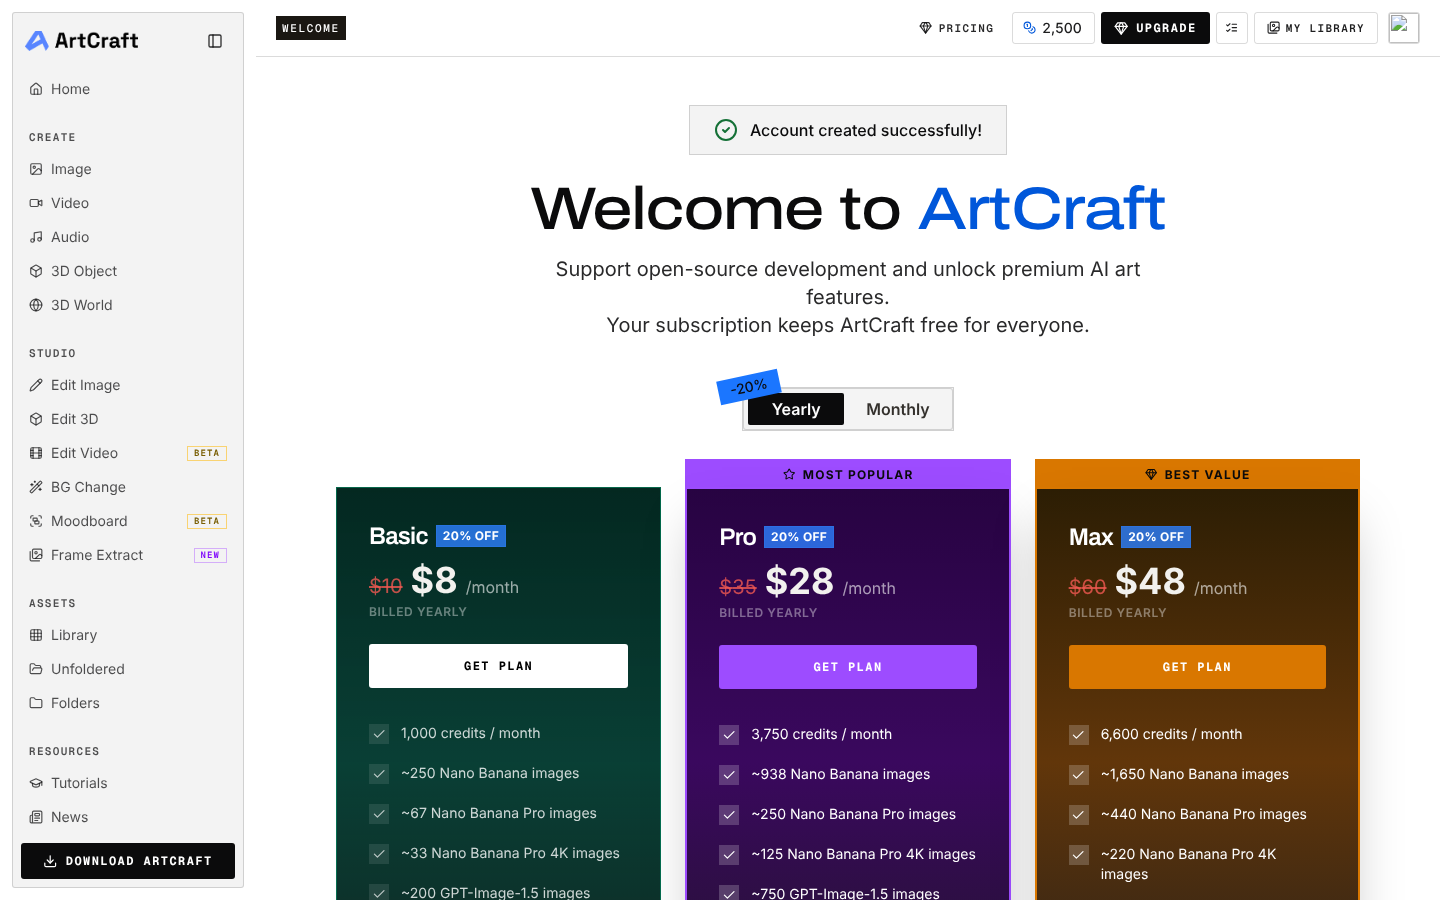 ArtCraft
Home
CREATE
Image
Video
Audio
3D Object
3D World
STUDIO
Edit Image
Edit 3D
Edit Video BETA
BG Change
Moodboard BETA
Frame Extract NEW
ASSETS
Library
Unfoldered
Folders
RESOURCES
Tutorials
News
DOWNLOAD ARTCRAFT
WELCOME
PRICING
2,500
UPGRADE
MY LIBRARY
Account created successfully!
Welcome to ArtCraft
Support open-source development and unlock premium AI art
features.
Your subscription keeps ArtCraft free for everyone.
-20%
Yearly
Monthly
Basic 20% OFF
$10 $8 /month
BILLED YEARLY
GET PLAN
1,000 credits / month
~250 Nano Banana images
~67 Nano Banana Pro images
~33 Nano Banana Pro 4K images
~200 GPT-Image-1.5 images
MOST POPULAR
Pro 20% OFF
$35 $28 /month
BILLED YEARLY
GET PLAN
3,750 credits / month
~938 Nano Banana images
~250 Nano Banana Pro images
~125 Nano Banana Pro 4K images
~750 GPT-Image-1.5 images
BEST VALUE
Max 20% OFF
$60 $48 /month
BILLED YEARLY
GET PLAN
6,600 credits / month
~1,650 Nano Banana images
~440 Nano Banana Pro images
~220 Nano Banana Pro 4K
images